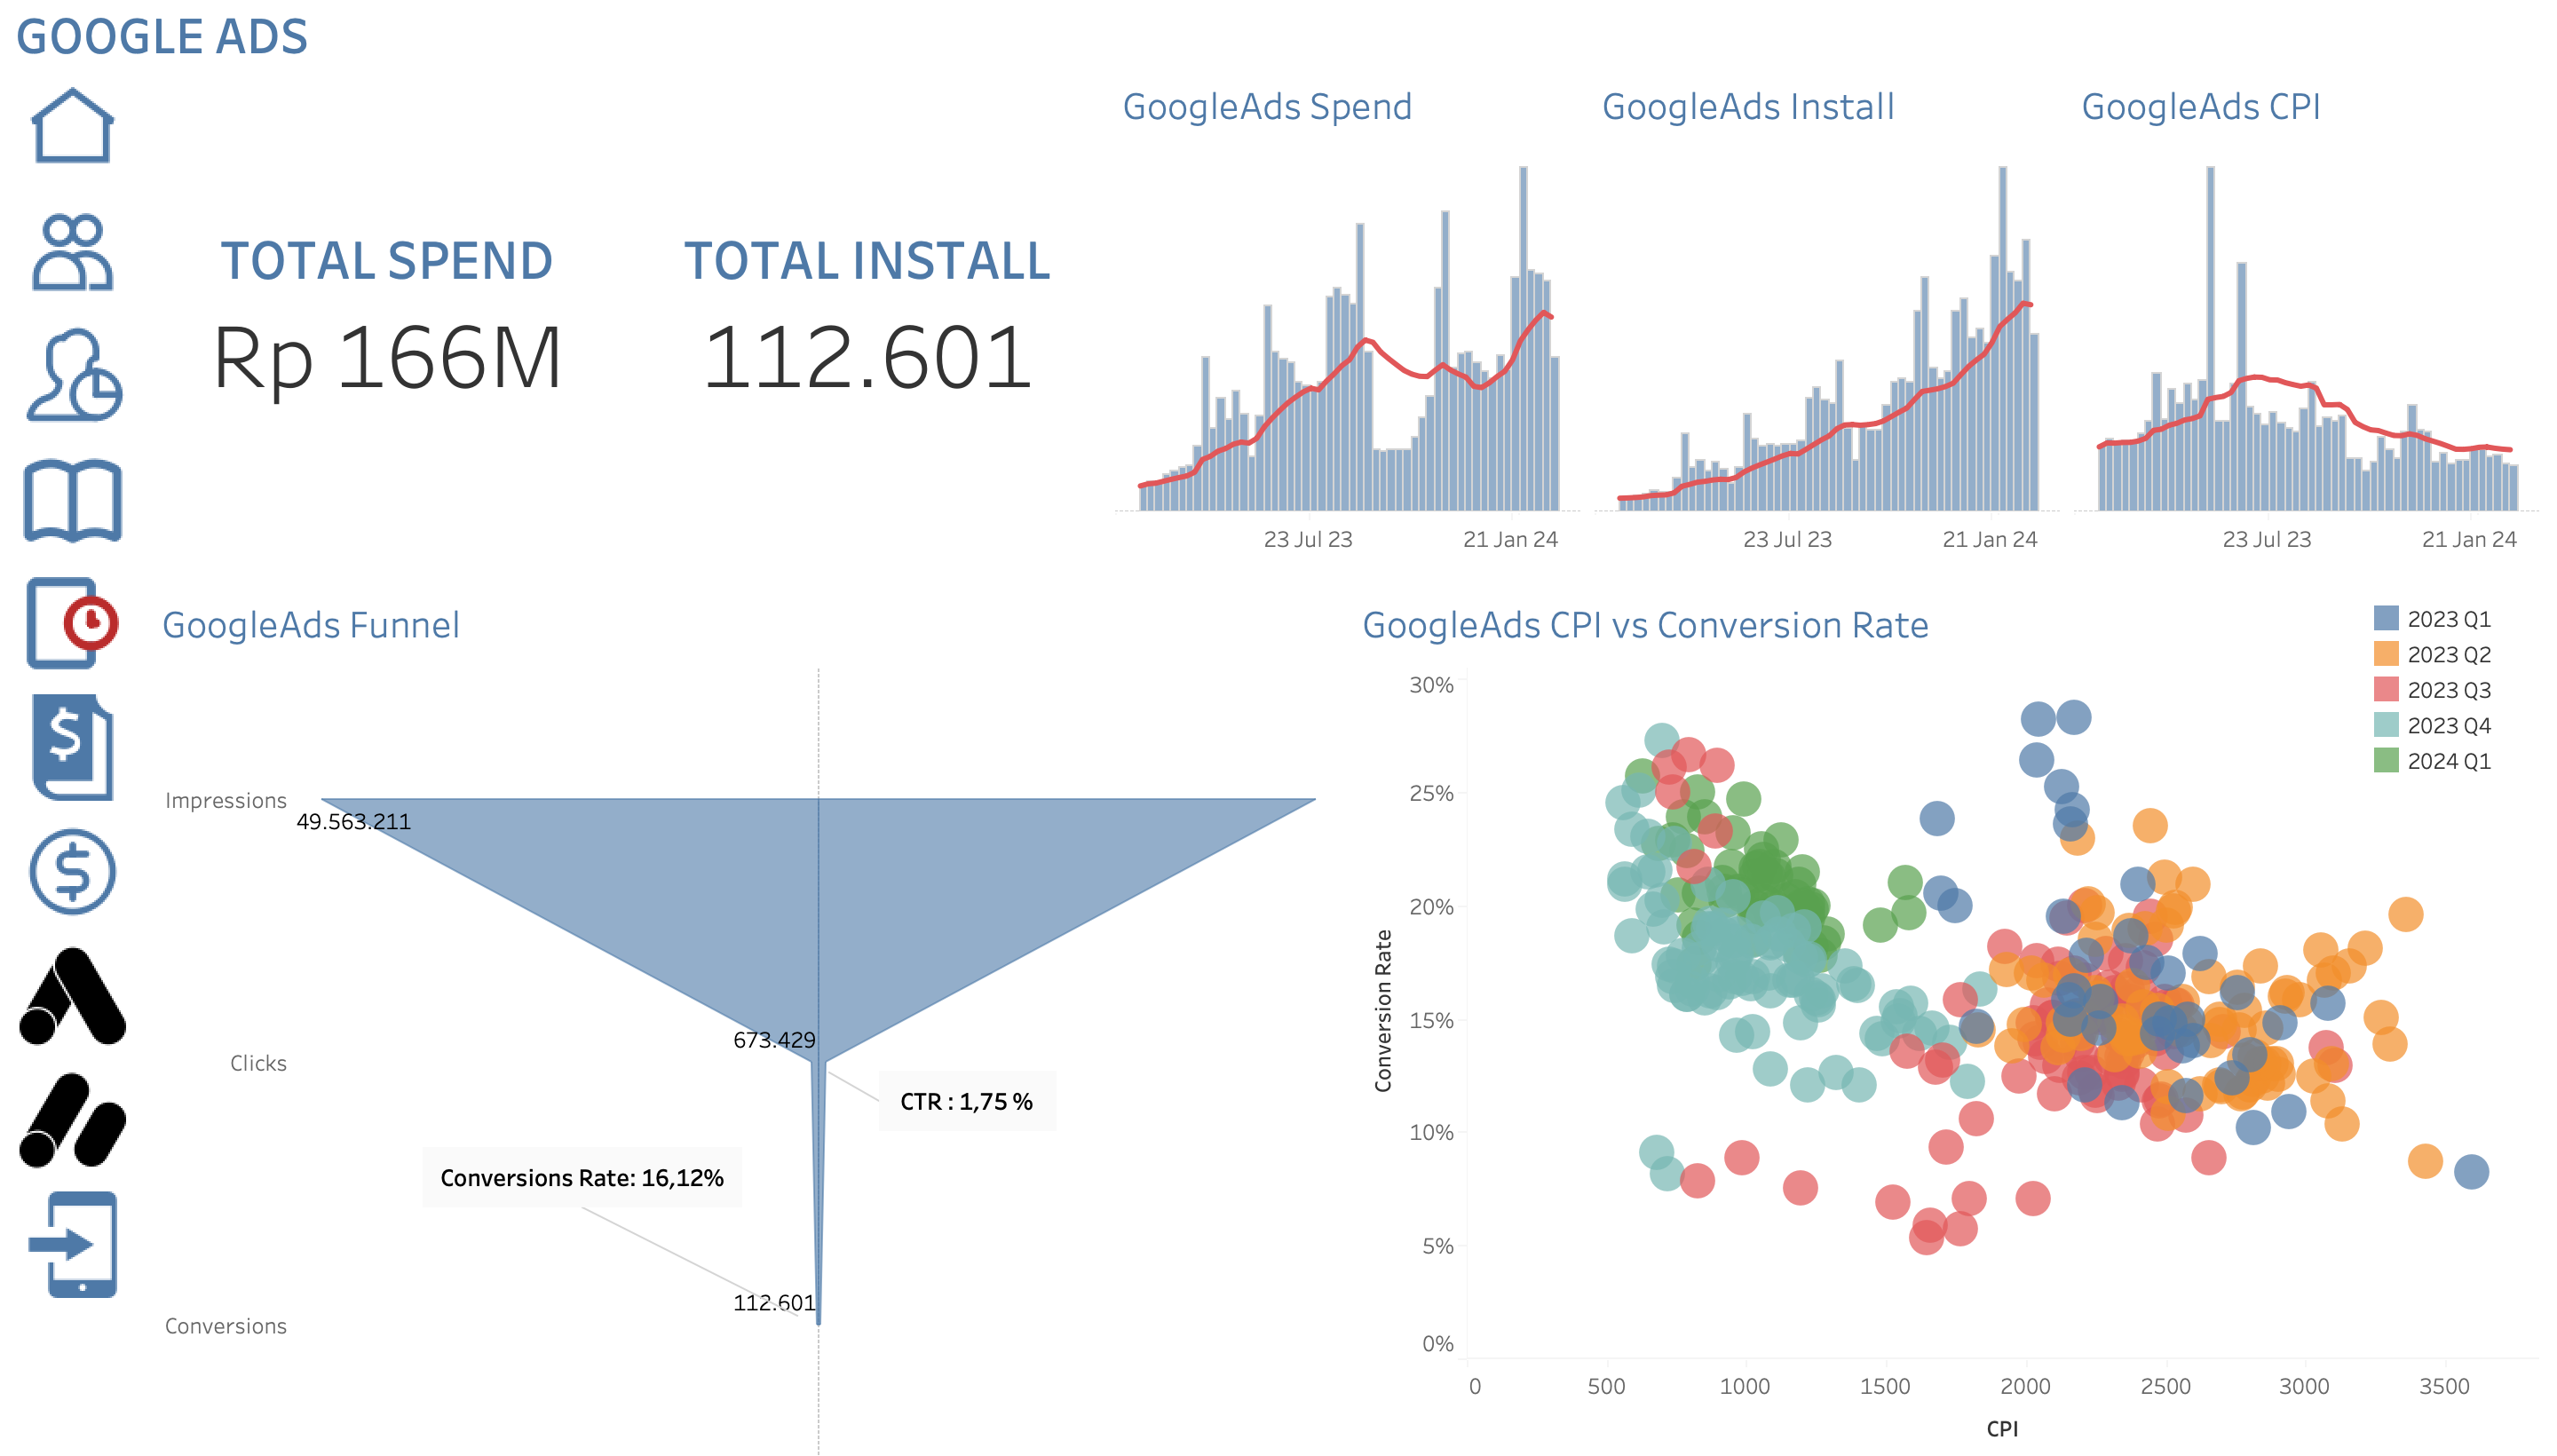 GOOGLE ADS
TOTAL SPEND
Rp 166M
TOTAL INSTALL
112.601
GoogleAds Spend
23 Jul 23
21 Jan 24
GoogleAds Install
23 Jul 23
21 Jan 24
GoogleAds CPI
23 Jul 23
21 Jan 24
GoogleAds Funnel
Impressions
49.563.211
Clicks
673.429
CTR : 1,75 %
Conversions Rate: 16,12%
Conversions
112.601
GoogleAds CPI vs Conversion Rate
2023 Q1
2023 Q2
2023 Q3
2023 Q4
2024 Q1
Conversion Rate
30%
25%
20%
15%
10%
5%
0%
0
500
1000
1500
2000
2500
3000
3500
CPI